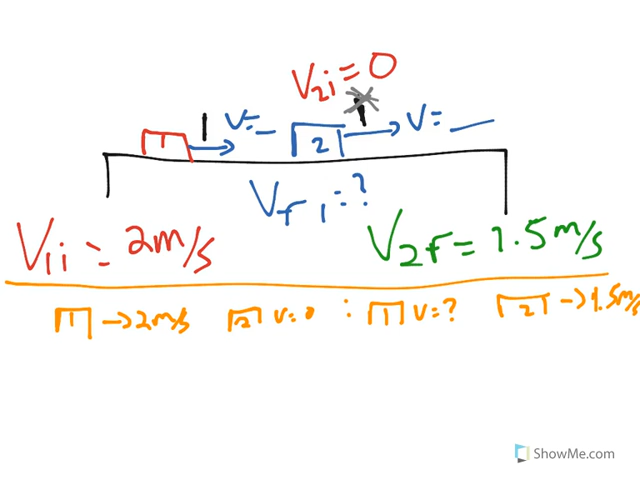 V2i = 0
1 V=_ 2 V=__
Vf1 = ?
V1i = 2m/s V2f = 1.5m/s
1 → 2m/s 2 V=0 : 1 V=? 2 → 1.5m/s
ShowMe.com